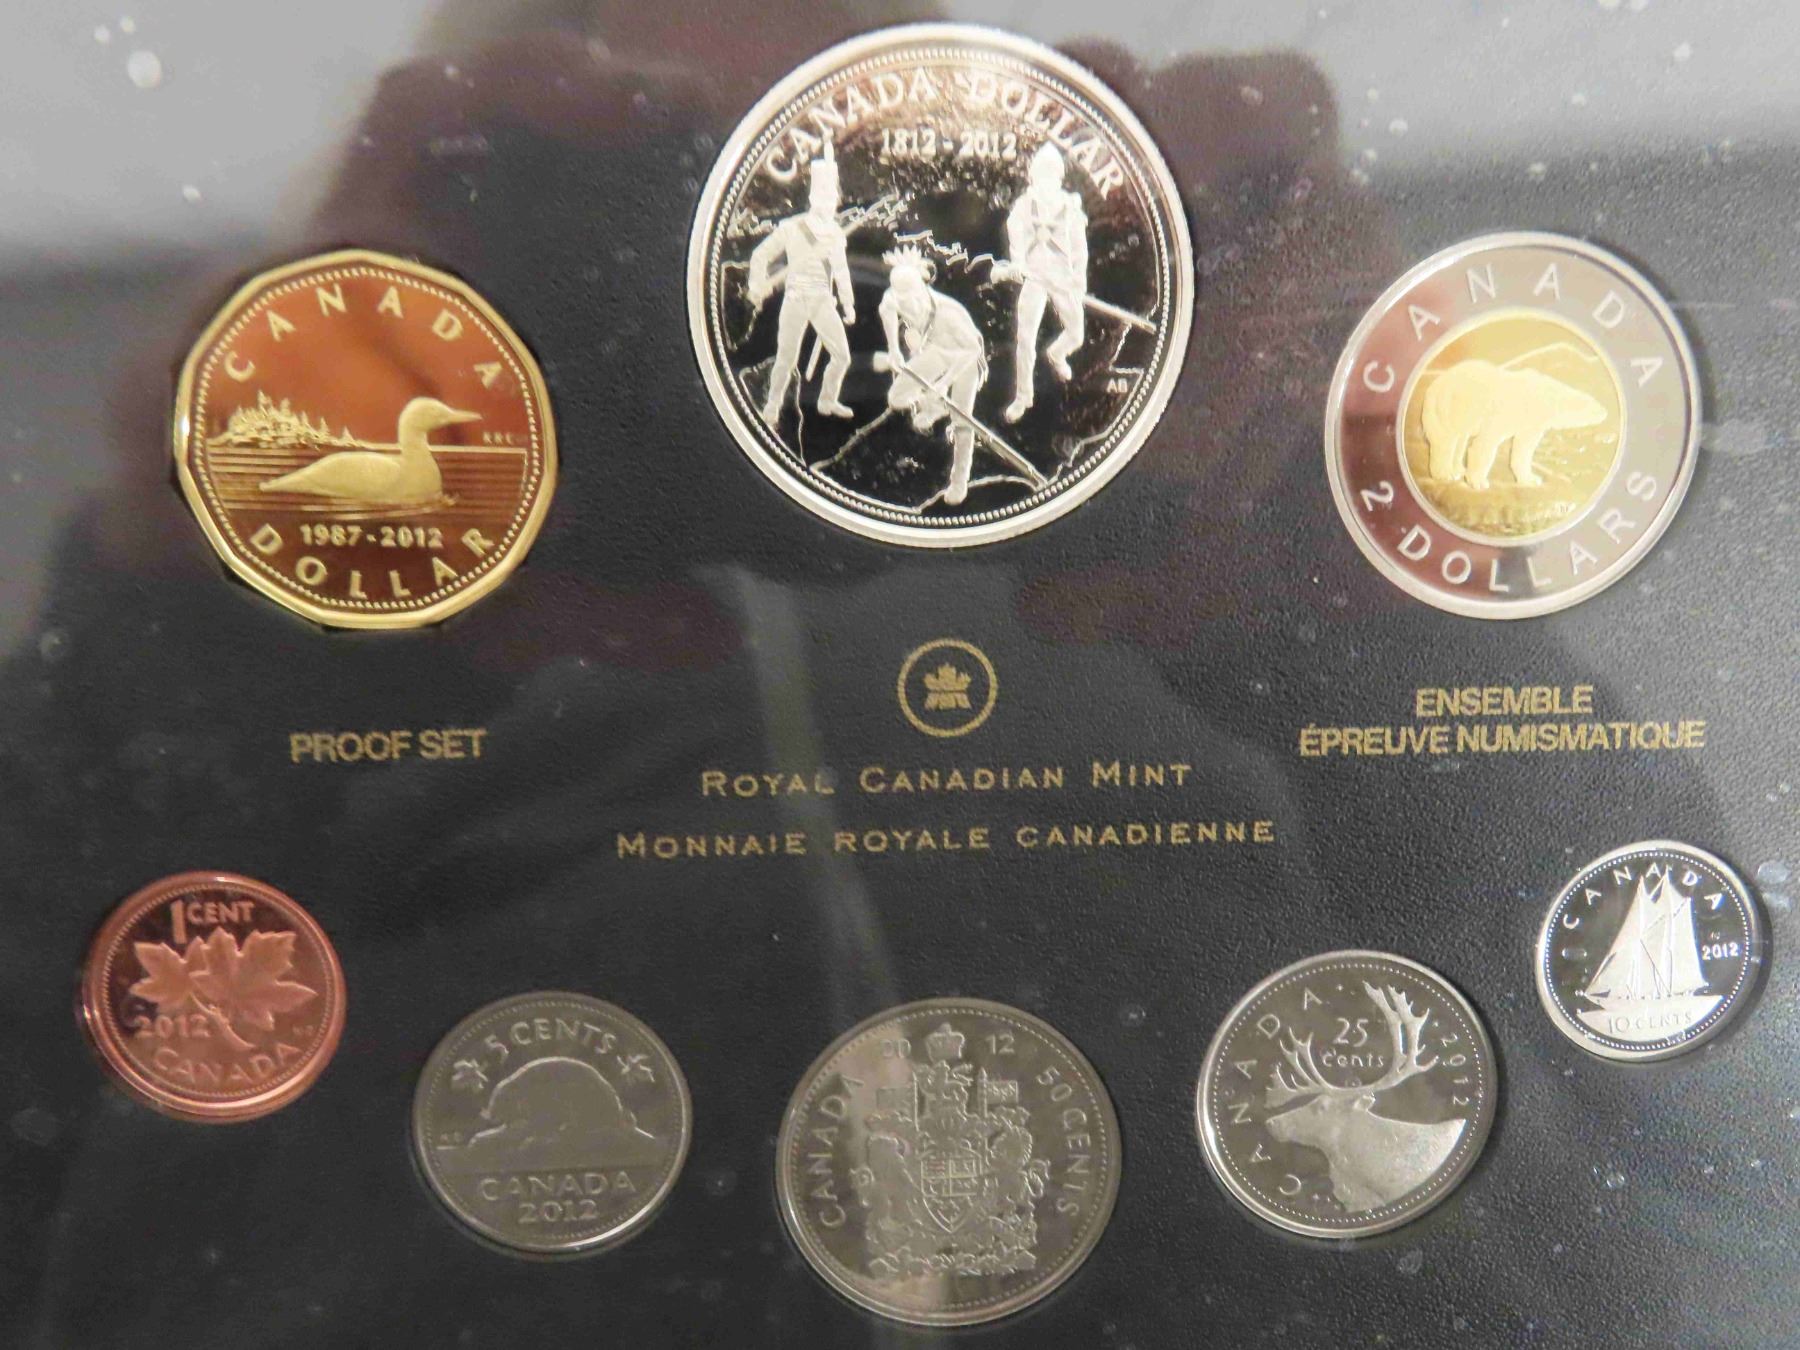 CANADA DOLLAR
1812 - 2012
AB
CANADA
KRC
1987 - 2012
DOLLAR
CANADA
2 DOLLARS
PROOF SET
ENSEMBLE
ÉPREUVE NUMISMATIQUE
ROYAL CANADIAN MINT
MONNAIE ROYALE CANADIENNE
1 CENT
2012
CANADA
5 CENTS
CANADA
2012
2012
CANADA
50 CENTS
CANADA
25
cents
2012
CANADA
2012
10 CENTS